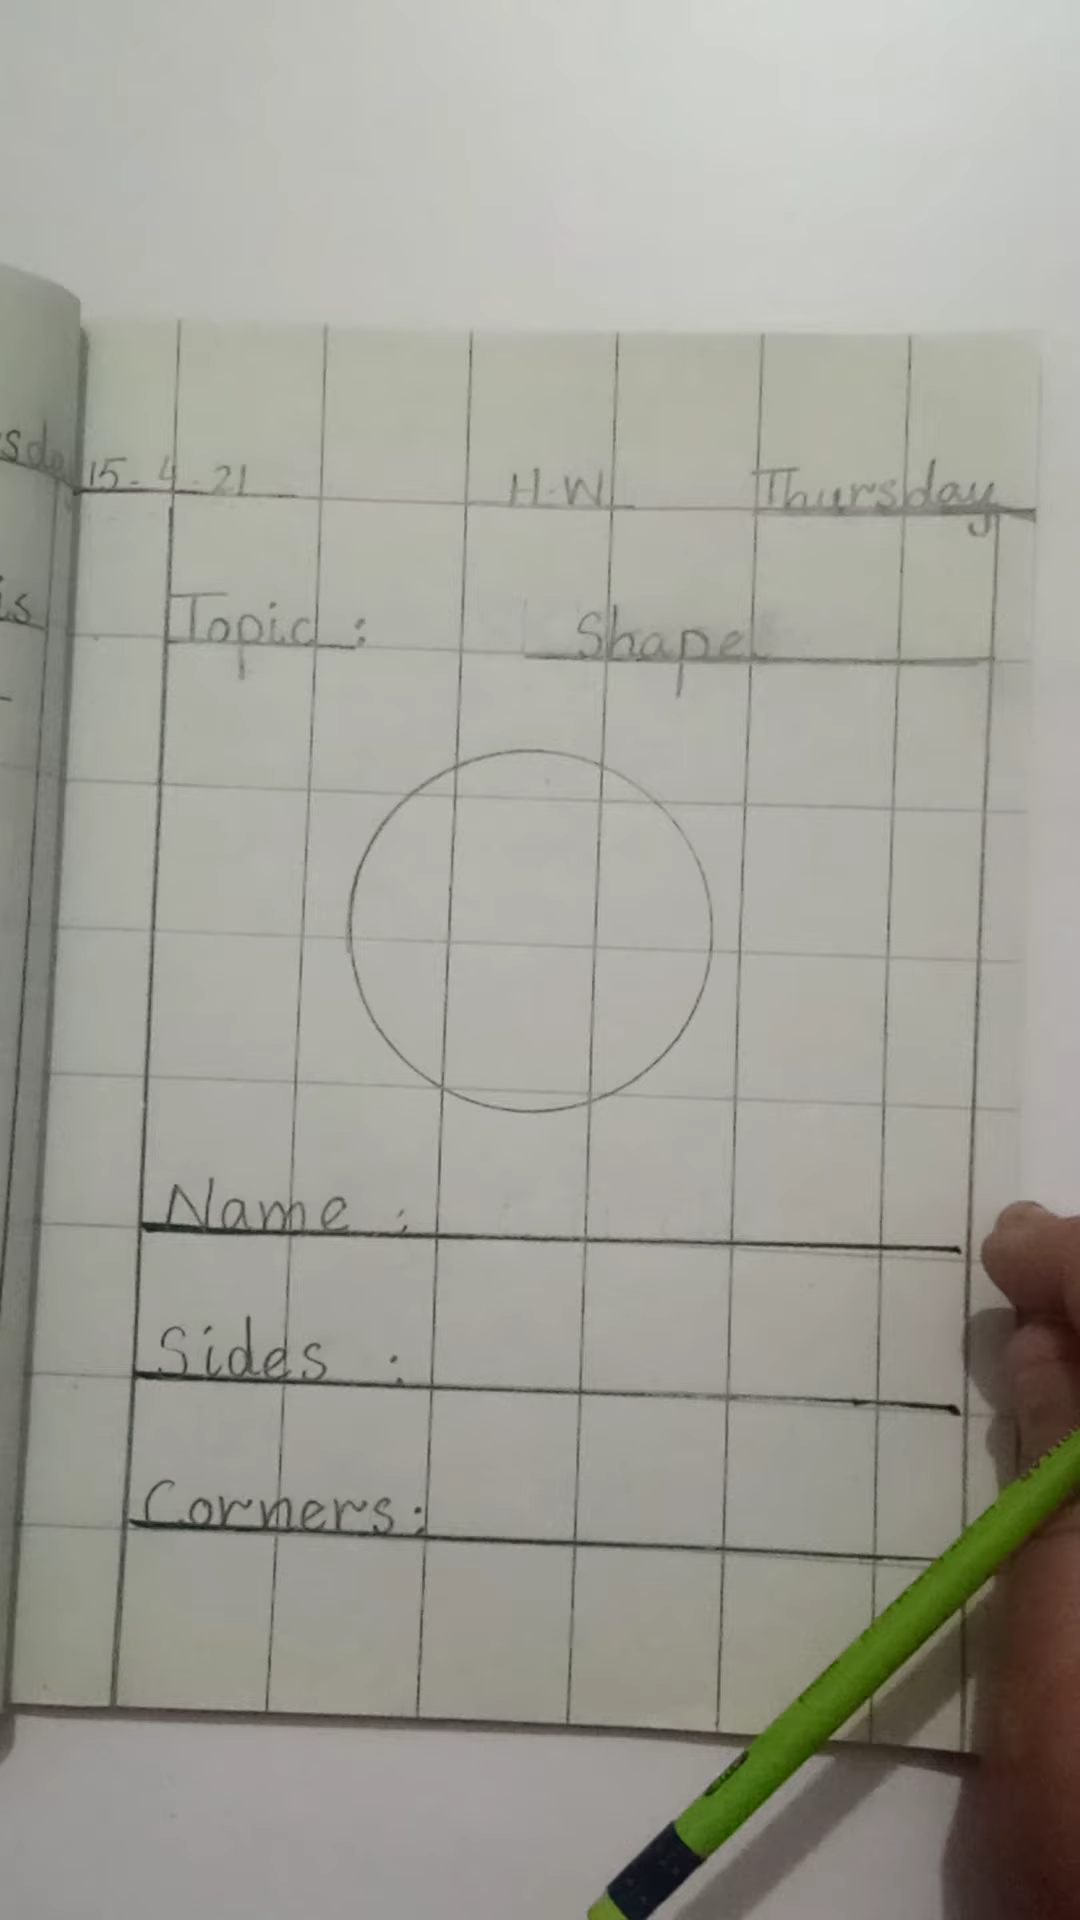 15-4-21 H.W Thursday
Topic : Shape
Name :
Sides :
Corners :